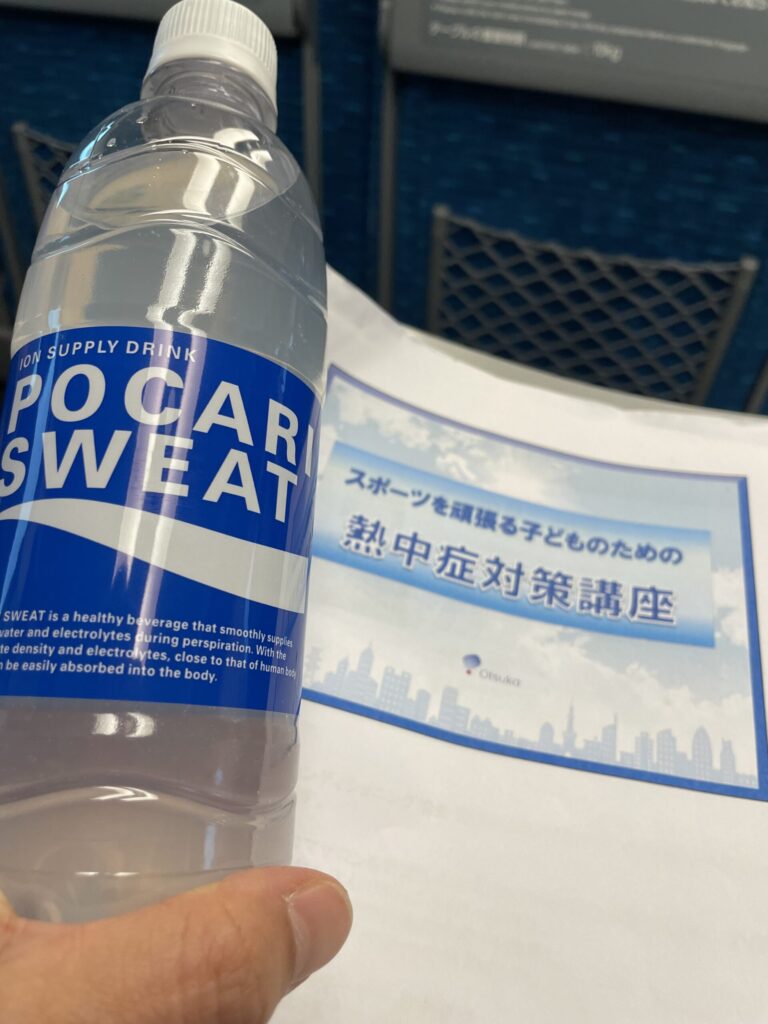 ION SUPPLY DRINK
POCARI
SWEAT
SWEAT is a healthy beverage that smoothly supplies
water and electrolytes during perspiration. With the
density and electrolytes, close to that of human body
be easily absorbed into the body.
スポーツを頑張る子どものための
熱中症対策講座
Otsuka
10kg